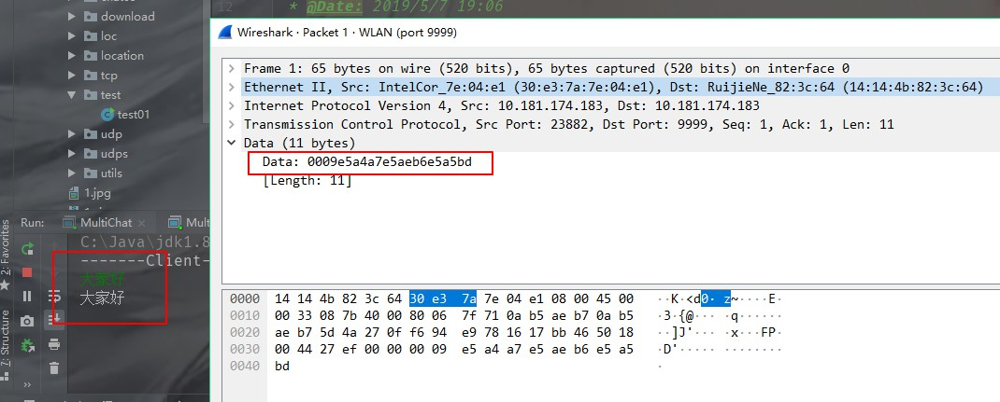 skates
download
loc
location
tcp
test
test01
udp
udps
utils
1.jpg
Run: MultiChat × Mult
C:\Java\jdk1.8
-------Client-
大家好
大家好
2: Favorites
7: Structure
12 * @Date: 2019/5/7 19:06
Wireshark · Packet 1 · WLAN (port 9999)
Frame 1: 65 bytes on wire (520 bits), 65 bytes captured (520 bits) on interface 0
Ethernet II, Src: IntelCor_7e:04:e1 (30:e3:7a:7e:04:e1), Dst: RuijieNe_82:3c:64 (14:14:4b:82:3c:64)
Internet Protocol Version 4, Src: 10.181.174.183, Dst: 10.181.174.183
Transmission Control Protocol, Src Port: 23882, Dst Port: 9999, Seq: 1, Ack: 1, Len: 11
Data (11 bytes)
Data: 0009e5a4a7e5aeb6e5a5bd
[Length: 11]
0000 14 14 4b 82 3c 64 30 e3 7a 7e 04 e1 08 00 45 00 ··K·<d0· z~····E·
0010 00 33 08 7b 40 00 80 06 7f 71 0a b5 ae b7 0a b5 ·3·{@··· ·q······
0020 ae b7 5d 4a 27 0f f6 94 e9 78 16 17 bb 46 50 18 ··]J'··· ·x···FP·
0030 00 44 27 ef 00 00 00 09 e5 a4 a7 e5 ae b6 e5 a5 ·D'····· ········
0040 bd ·